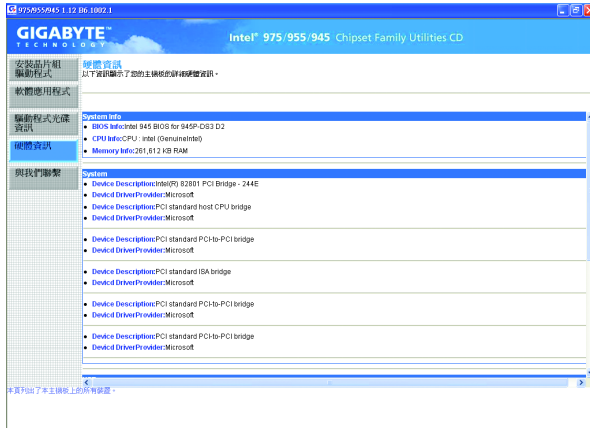 975/955/945 1.12 B6.1002.1
GIGABYTE™
TECHNOLOGY
Intel® 975/955/945 Chipset Family Utilities CD
安裝晶片組
驅動程式
軟體應用程式
驅動程式光碟
資訊
硬體資訊
與我們聯繫
硬體資訊
以下資訊顯示了您的主機板的詳細硬體資訊。
System Info
• BIOS Info:Intel 945 BIOS for 945P-DS3 D2
• CPU Info:CPU : intel (GenuineIntel)
• Memory Info:261,612 KB RAM
System
• Device Description:Intel(R) 82801 PCI Bridge - 244E
• Devicd DriverProvider:Microsoft
• Device Description:PCI standard host CPU bridge
• Devicd DriverProvider:Microsoft
• Device Description:PCI standard PCI-to-PCI bridge
• Devicd DriverProvider:Microsoft
• Device Description:PCI standard ISA bridge
• Devicd DriverProvider:Microsoft
• Device Description:PCI standard PCI-to-PCI bridge
• Devicd DriverProvider:Microsoft
• Device Description:PCI standard PCI-to-PCI bridge
• Devicd DriverProvider:Microsoft
本頁列出了本主機板上的所有裝置。